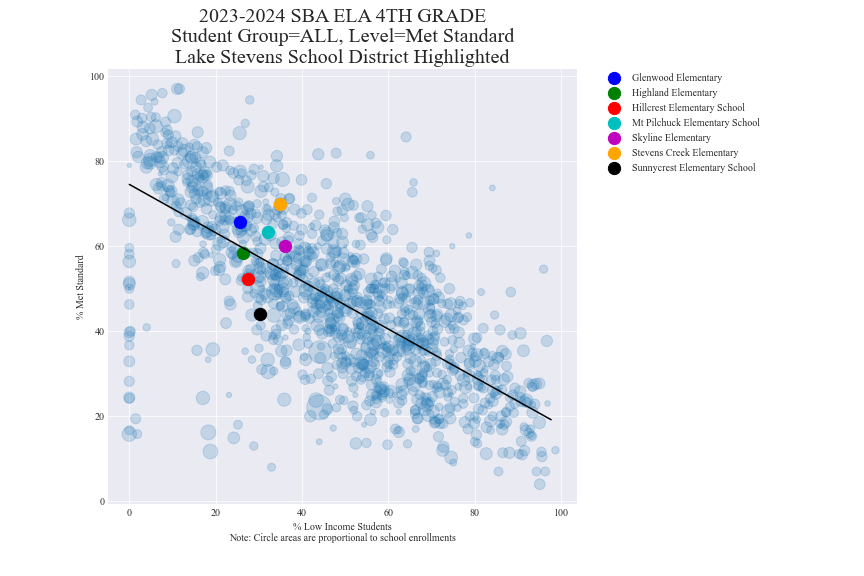 2023-2024 SBA ELA 4TH GRADE
Student Group=ALL, Level=Met Standard
Lake Stevens School District Highlighted
Glenwood Elementary
Highland Elementary
Hillcrest Elementary School
Mt Pilchuck Elementary School
Skyline Elementary
Stevens Creek Elementary
Sunnycrest Elementary School
% Met Standard
100
80
60
40
20
0
0 20 40 60 80 100
% Low Income Students
Note: Circle areas are proportional to school enrollments